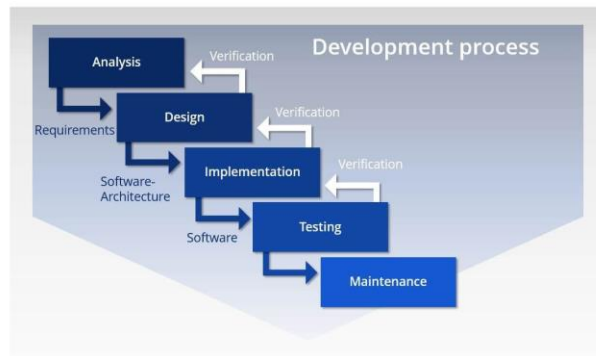 Development process
Analysis
Verification
Requirements
Design
Verification
Software-
Architecture
Implementation
Verification
Software
Testing
Maintenance